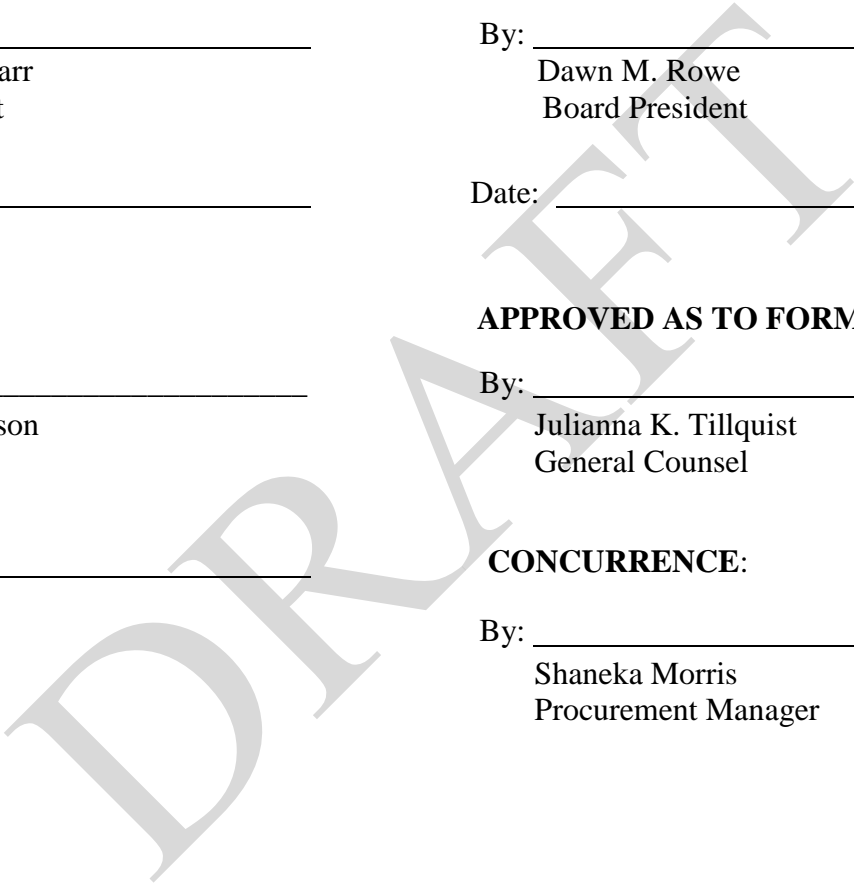 By:
arr
Dawn M. Rowe
t
Board President
Date:
APPROVED AS TO FORM
By:
son
Julianna K. Tillquist
General Counsel
CONCURRENCE:
By:
Shaneka Morris
Procurement Manager
DRAFT